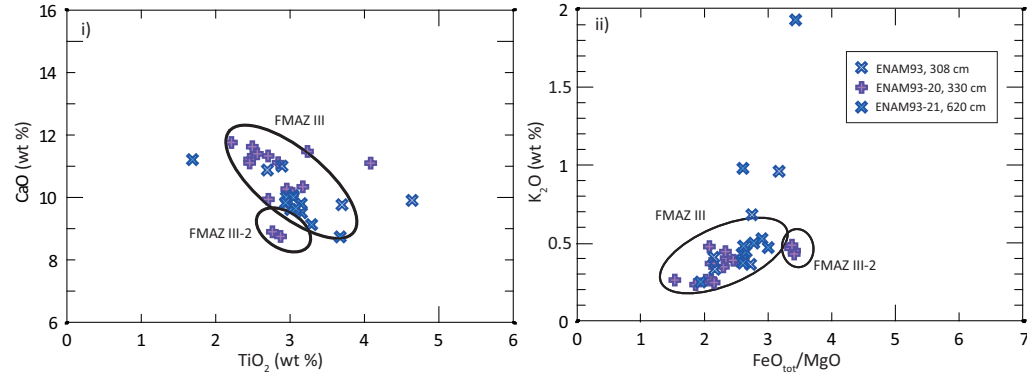 i)
16
14
12
10
8
6
CaO (wt %)
FMAZ III
FMAZ III-2
0 1 2 3 4 5 6
TiO2 (wt %)
ii)
2
1.5
1
0.5
0
K2O (wt %)
ENAM93, 308 cm
ENAM93-20, 330 cm
ENAM93-21, 620 cm
FMAZ III
FMAZ III-2
0 1 2 3 4 5 6 7
FeOtot/MgO